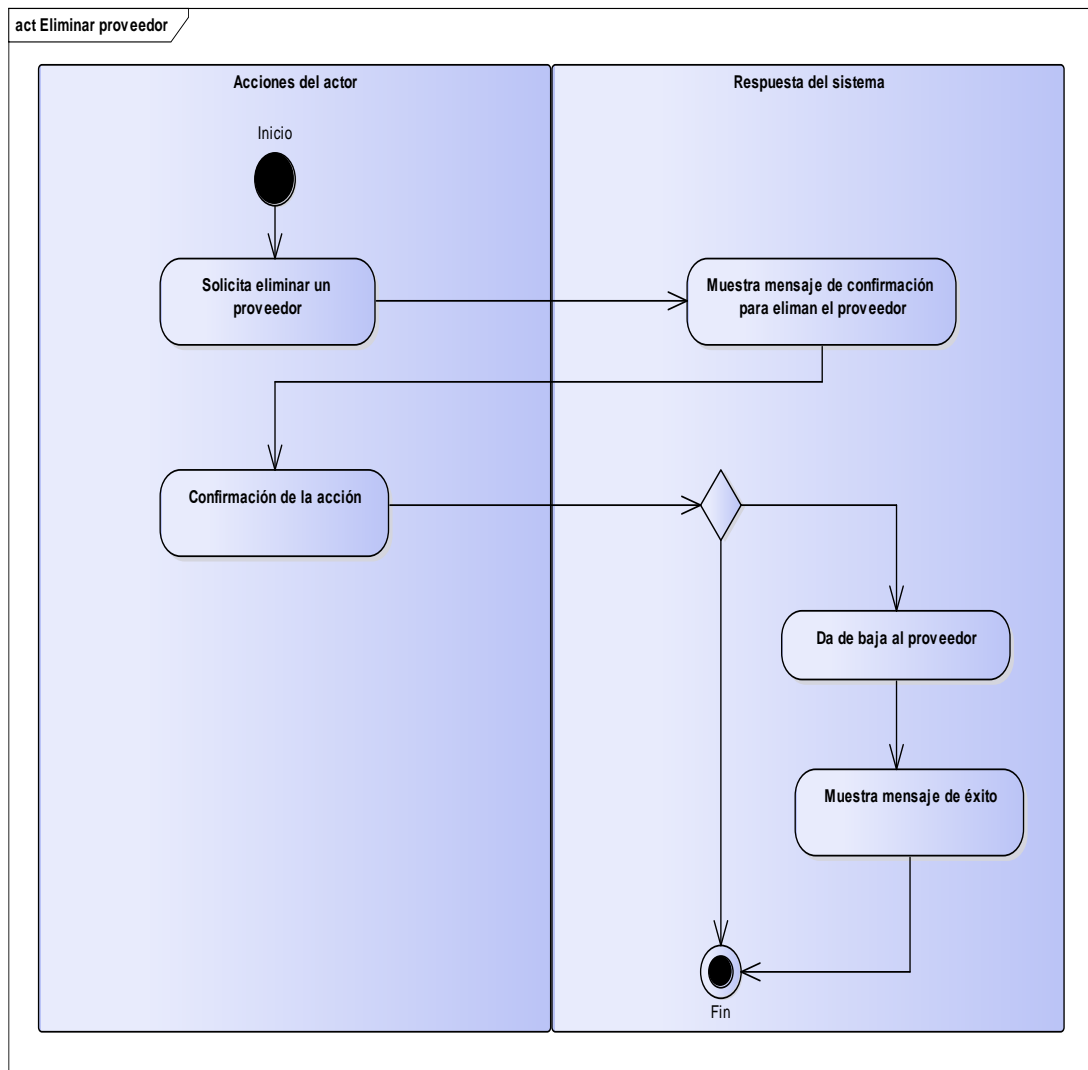 act Eliminar proveedor
Acciones del actor
Respuesta del sistema
Inicio
Solicita eliminar un
proveedor
Muestra mensaje de confirmación
para eliman el proveedor
Confirmación de la acción
Da de baja al proveedor
Muestra mensaje de éxito
Fin